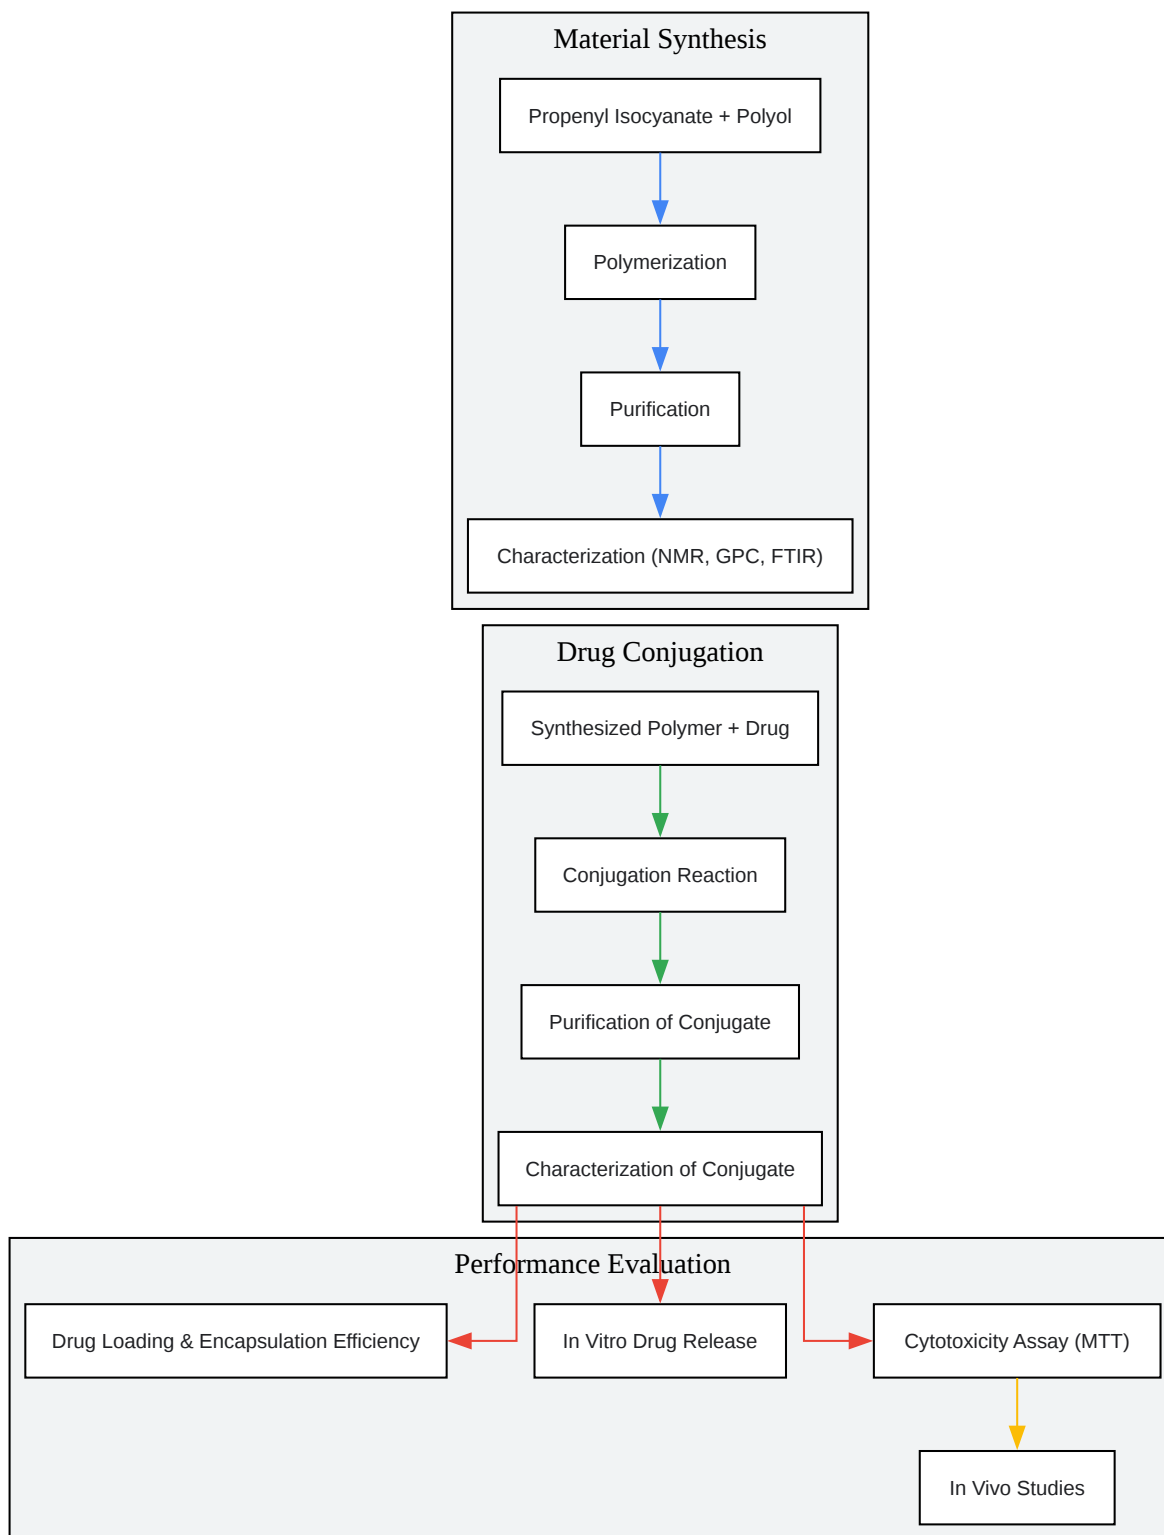 Material Synthesis
Propenyl Isocyanate + Polyol
Polymerization
Purification
Characterization (NMR, GPC, FTIR)
Drug Conjugation
Synthesized Polymer + Drug
Conjugation Reaction
Purification of Conjugate
Characterization of Conjugate
Performance Evaluation
Drug Loading & Encapsulation Efficiency
In Vitro Drug Release
Cytotoxicity Assay (MTT)
In Vivo Studies